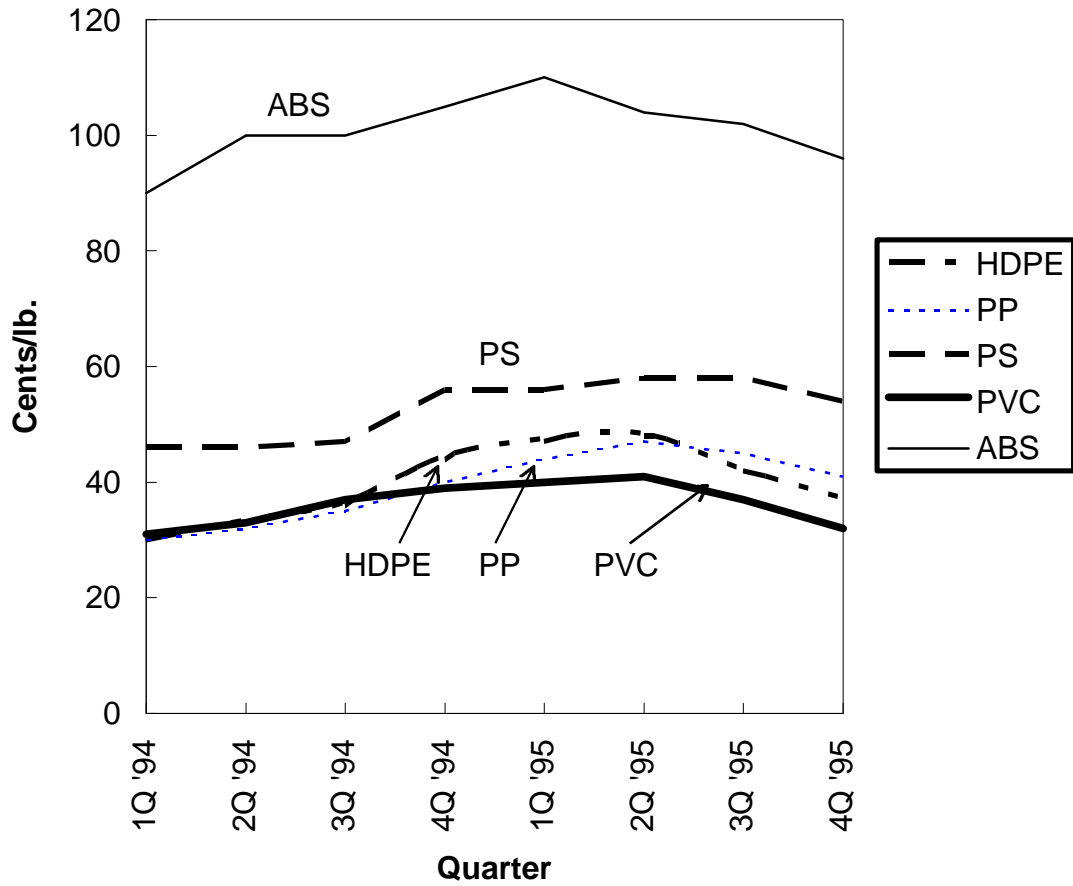 120
100
80
60
40
20
0
Cents/lb.
ABS
PS
HDPE
PP
PVC
1Q '94
2Q '94
3Q '94
4Q '94
1Q '95
2Q '95
3Q '95
4Q '95
Quarter
HDPE
PP
PS
PVC
ABS